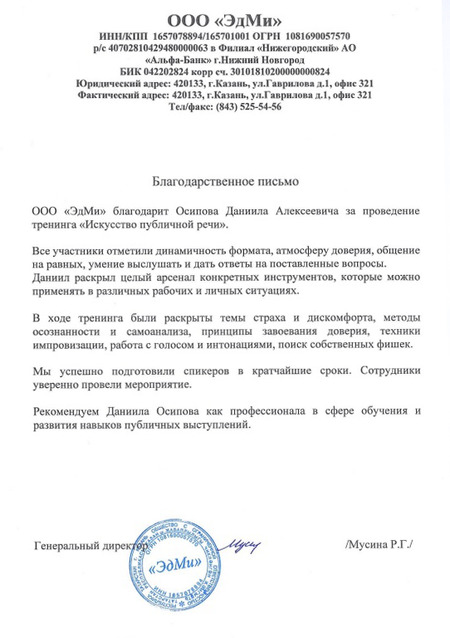 ООО «ЭдМи»
ИНН/КПП 1657078894/165701001 ОГРН 1081690057570
р/с 40702810429480000063 в Филиал «Нижегородский» АО
«Альфа-Банк» г.Нижний Новгород
БИК 042202824 корр сч. 30101810200000000824
Юридический адрес: 420133, г.Казань, ул.Гаврилова д.1, офис 321
Фактический адрес: 420133, г.Казань, ул.Гаврилова д.1, офис 321
Тел/факс: (843) 525-54-56
Благодарственное письмо
ООО «ЭдМи» благодарит Осипова Даниила Алексеевича за проведение
тренинга «Искусство публичной речи».
Все участники отметили динамичность формата, атмосферу доверия, общение
на равных, умение выслушать и дать ответы на поставленные вопросы.
Даниил раскрыл целый арсенал конкретных инструментов, которые можно
применять в различных рабочих и личных ситуациях.
В ходе тренинга были раскрыты темы страха и дискомфорта, методы
осознанности и самоанализа, принципы завоевания доверия, техники
импровизации, работа с голосом и интонациями, поиск собственных фишек.
Мы успешно подготовили спикеров в кратчайшие сроки. Сотрудники
уверенно провели мероприятие.
Рекомендуем Даниила Осипова как профессионала в сфере обучения и
развития навыков публичных выступлений.
Генеральный директор /Мусина Р.Г./
«ЭдМи»